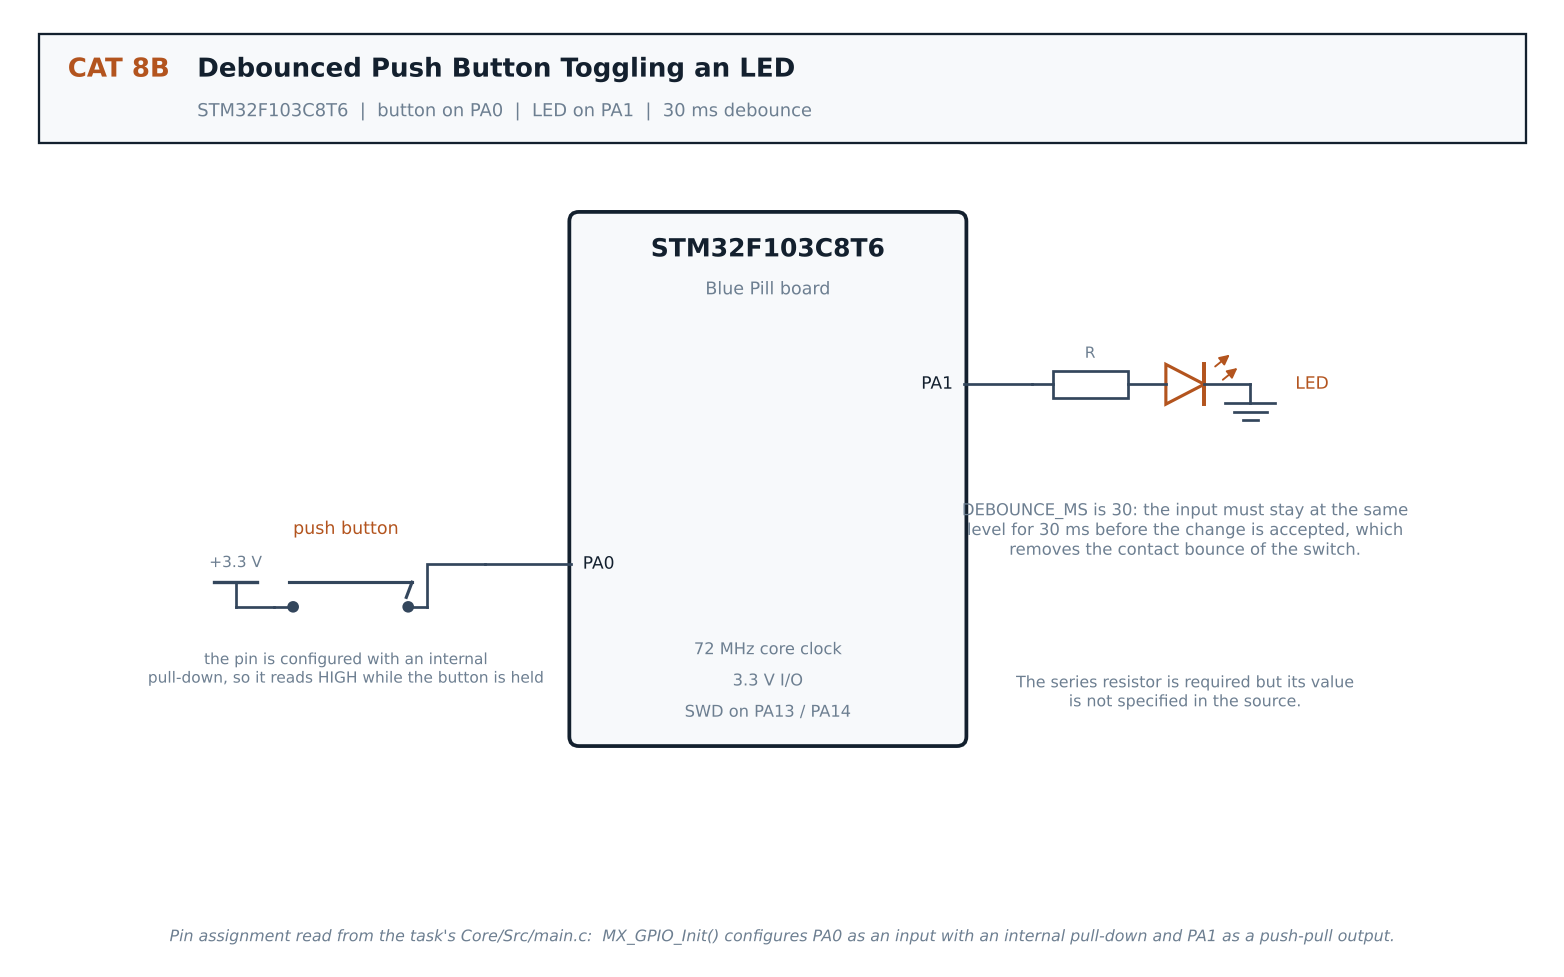 CAT 8B Debounced Push Button Toggling an LED
STM32F103C8T6 | button on PA0 | LED on PA1 | 30 ms debounce
STM32F103C8T6
Blue Pill board
R
PA1
LED
DEBOUNCE_MS is 30: the input must stay at the same
level for 30 ms before the change is accepted, which
removes the contact bounce of the switch.
push button
+3.3 V
PA0
the pin is configured with an internal
pull-down, so it reads HIGH while the button is held
72 MHz core clock
3.3 V I/O
SWD on PA13 / PA14
The series resistor is required but its value
is not specified in the source.
Pin assignment read from the task's Core/Src/main.c: MX_GPIO_Init() configures PA0 as an input with an internal pull-down and PA1 as a push-pull output.